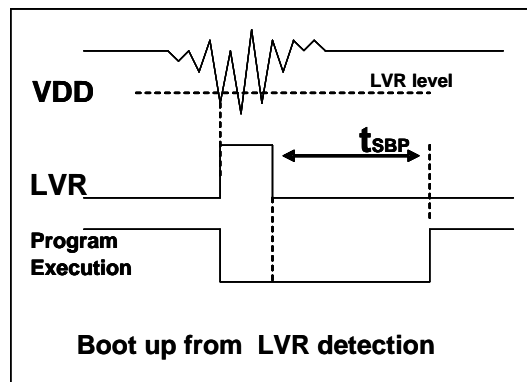 LVR level
VDD
tSBP
LVR
Program
Execution
Boot up from LVR detection